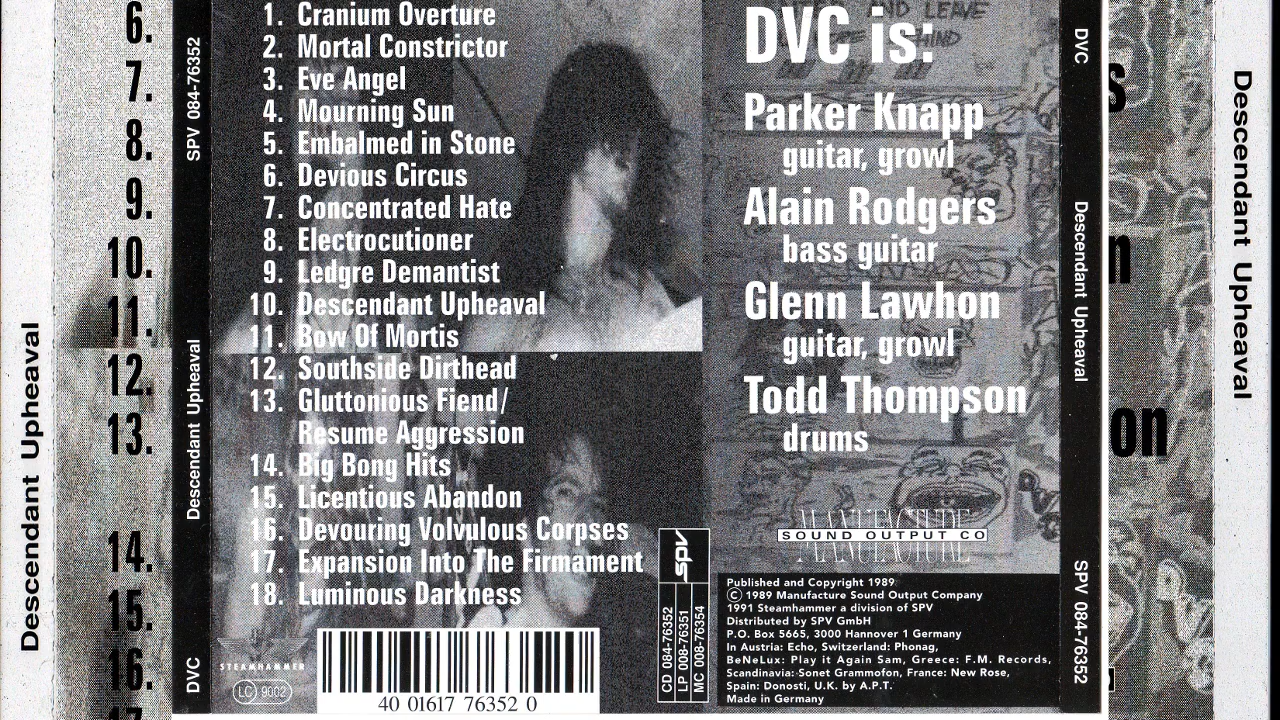 Descendant Upheaval
6.
7.
8.
9.
10.
11.
12.
13.
14.
15.
16.
17.
SPV 084-76352
Descendant Upheaval
DVC
1. Cranium Overture
2. Mortal Constrictor
3. Eve Angel
4. Mourning Sun
5. Embalmed in Stone
6. Devious Circus
7. Concentrated Hate
8. Electrocutioner
9. Ledgre Demantist
10. Descendant Upheaval
11. Bow Of Mortis
12. Southside Dirthead
13. Gluttonious Fiend/
Resume Aggression
14. Big Bong Hits
15. Licentious Abandon
16. Devouring Volvulous Corpses
17. Expansion Into The Firmament
18. Luminous Darkness
STEAMHAMMER
LC 9002
40 01617 76352 0
spv
CD 084-76352
LP 008-76351
MC 008-76354
AND LEAVE
DVC is:
Parker Knapp
guitar, growl
Alain Rodgers
bass guitar
Glenn Lawhon
guitar, growl
Todd Thompson
drums
MANUFACTURE
SOUND OUTPUT CO
Published and Copyright 1989
Ⓒ 1989 Manufacture Sound Output Company
1991 Steamhammer a division of SPV
Distributed by SPV GmbH
P.O. Box 5665, 3000 Hannover 1 Germany
In Austria: Echo, Switzerland: Phonag,
BeNeLux: Play it Again Sam, Greece: F.M. Records,
Scandinavia: Sonet Grammofon, France: New Rose,
Spain: Donosti, U.K. by A.P.T.
Made in Germany
DVC
Descendant Upheaval
SPV 084-76352
s
n
on
Descendant Upheaval